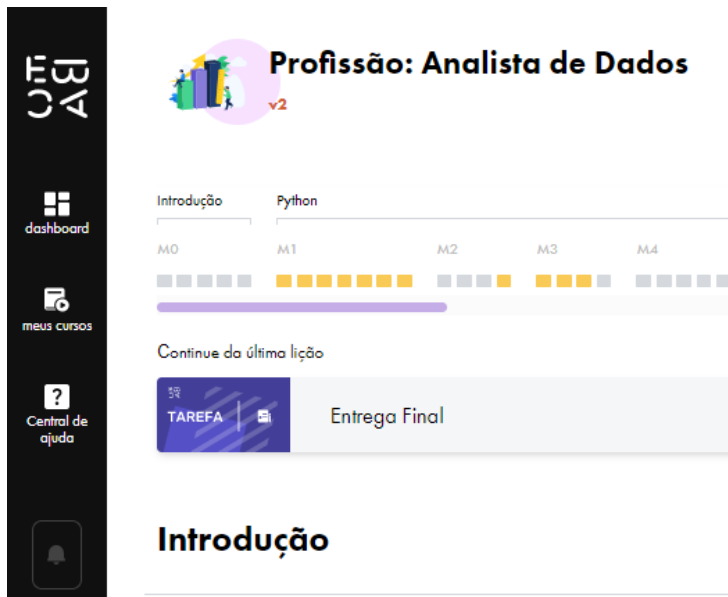 EBAC
Profissão: Analista de Dados
v2
dashboard
meus cursos
?
Central de
ajuda
Introdução Python
M0 M1 M2 M3 M4
Continue da última lição
TAREFA
Entrega Final
Introdução